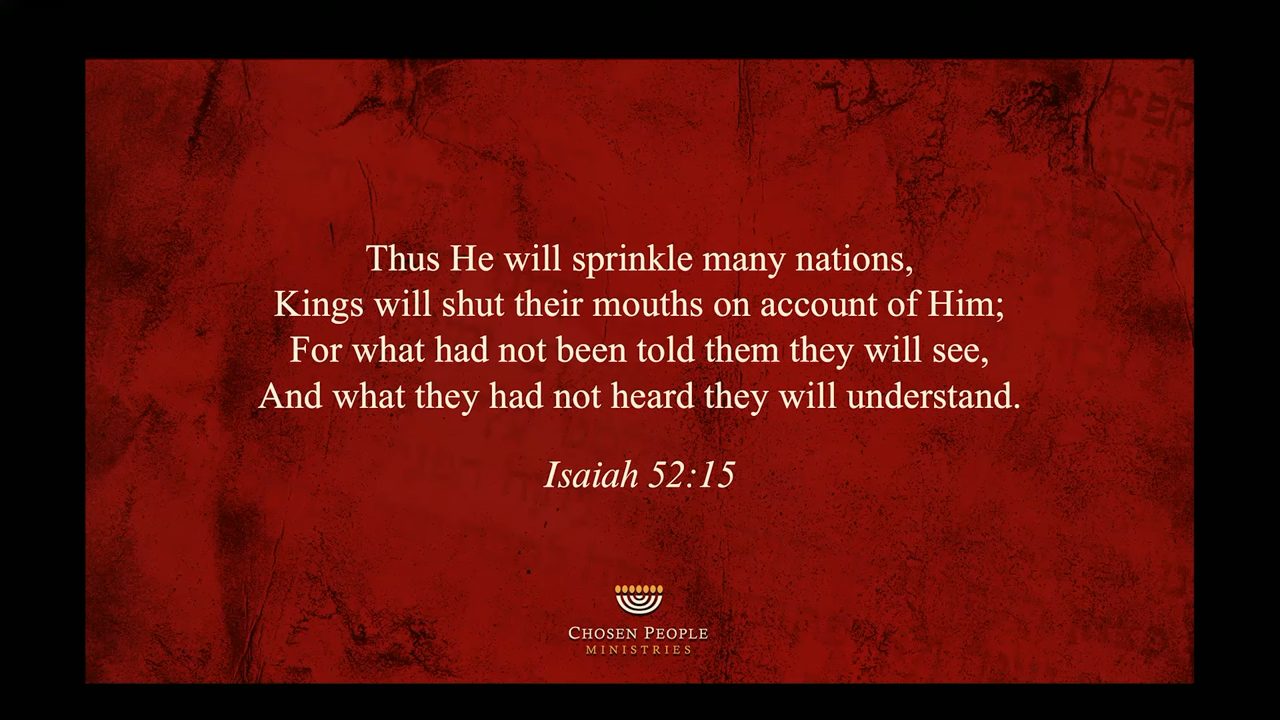 Thus He will sprinkle many nations,
Kings will shut their mouths on account of Him;
For what had not been told them they will see,
And what they had not heard they will understand.
Isaiah 52:15
CHOSEN PEOPLE
MINISTRIES